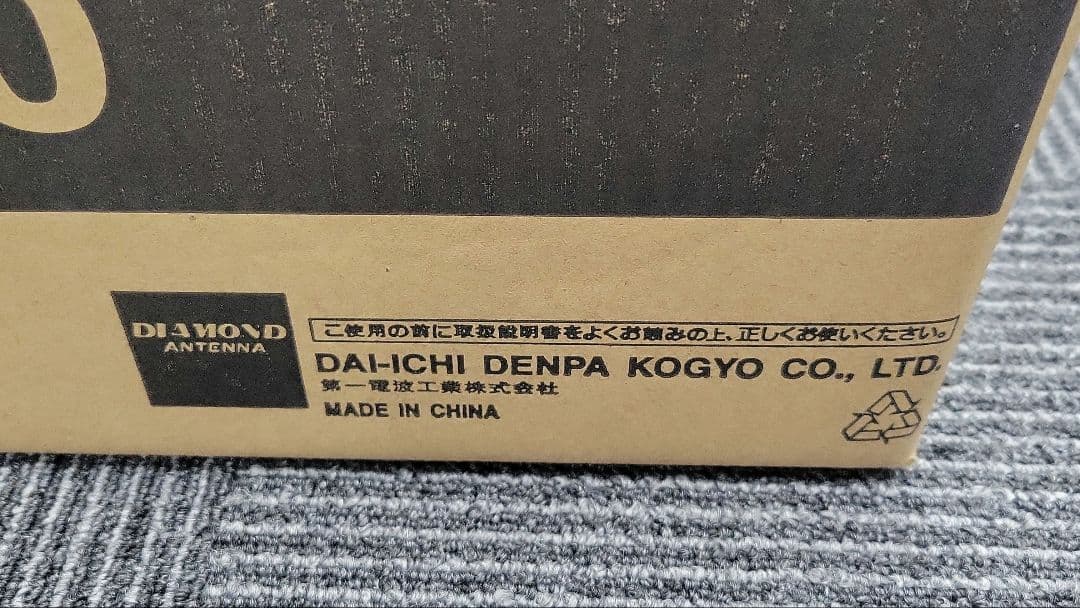 DIAMOND
ANTENNA
ご使用の前に取扱説明書をよくお読みの上、正しくお使いください。
DAI-ICHI DENPA KOGYO CO., LTD.
第一電波工業株式会社
MADE IN CHINA